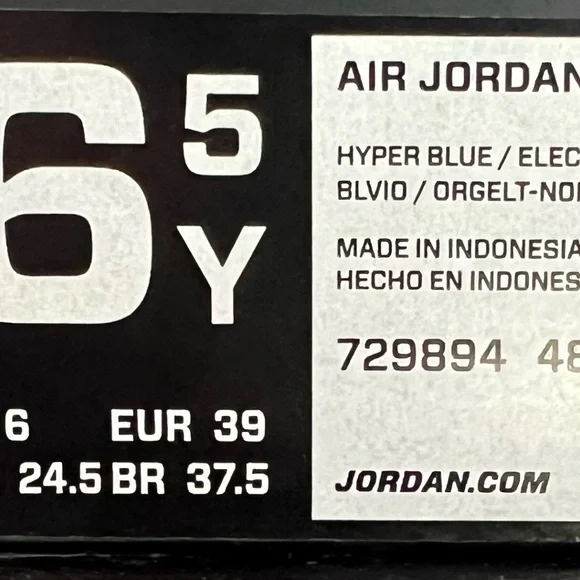 6 5
Y
6 EUR 39
24.5 BR 37.5
AIR JORDAN
HYPER BLUE / ELEC
BLVIO / ORGELT-NOI
MADE IN INDONESIA
HECHO EN INDONES
729894 48
JORDAN.COM